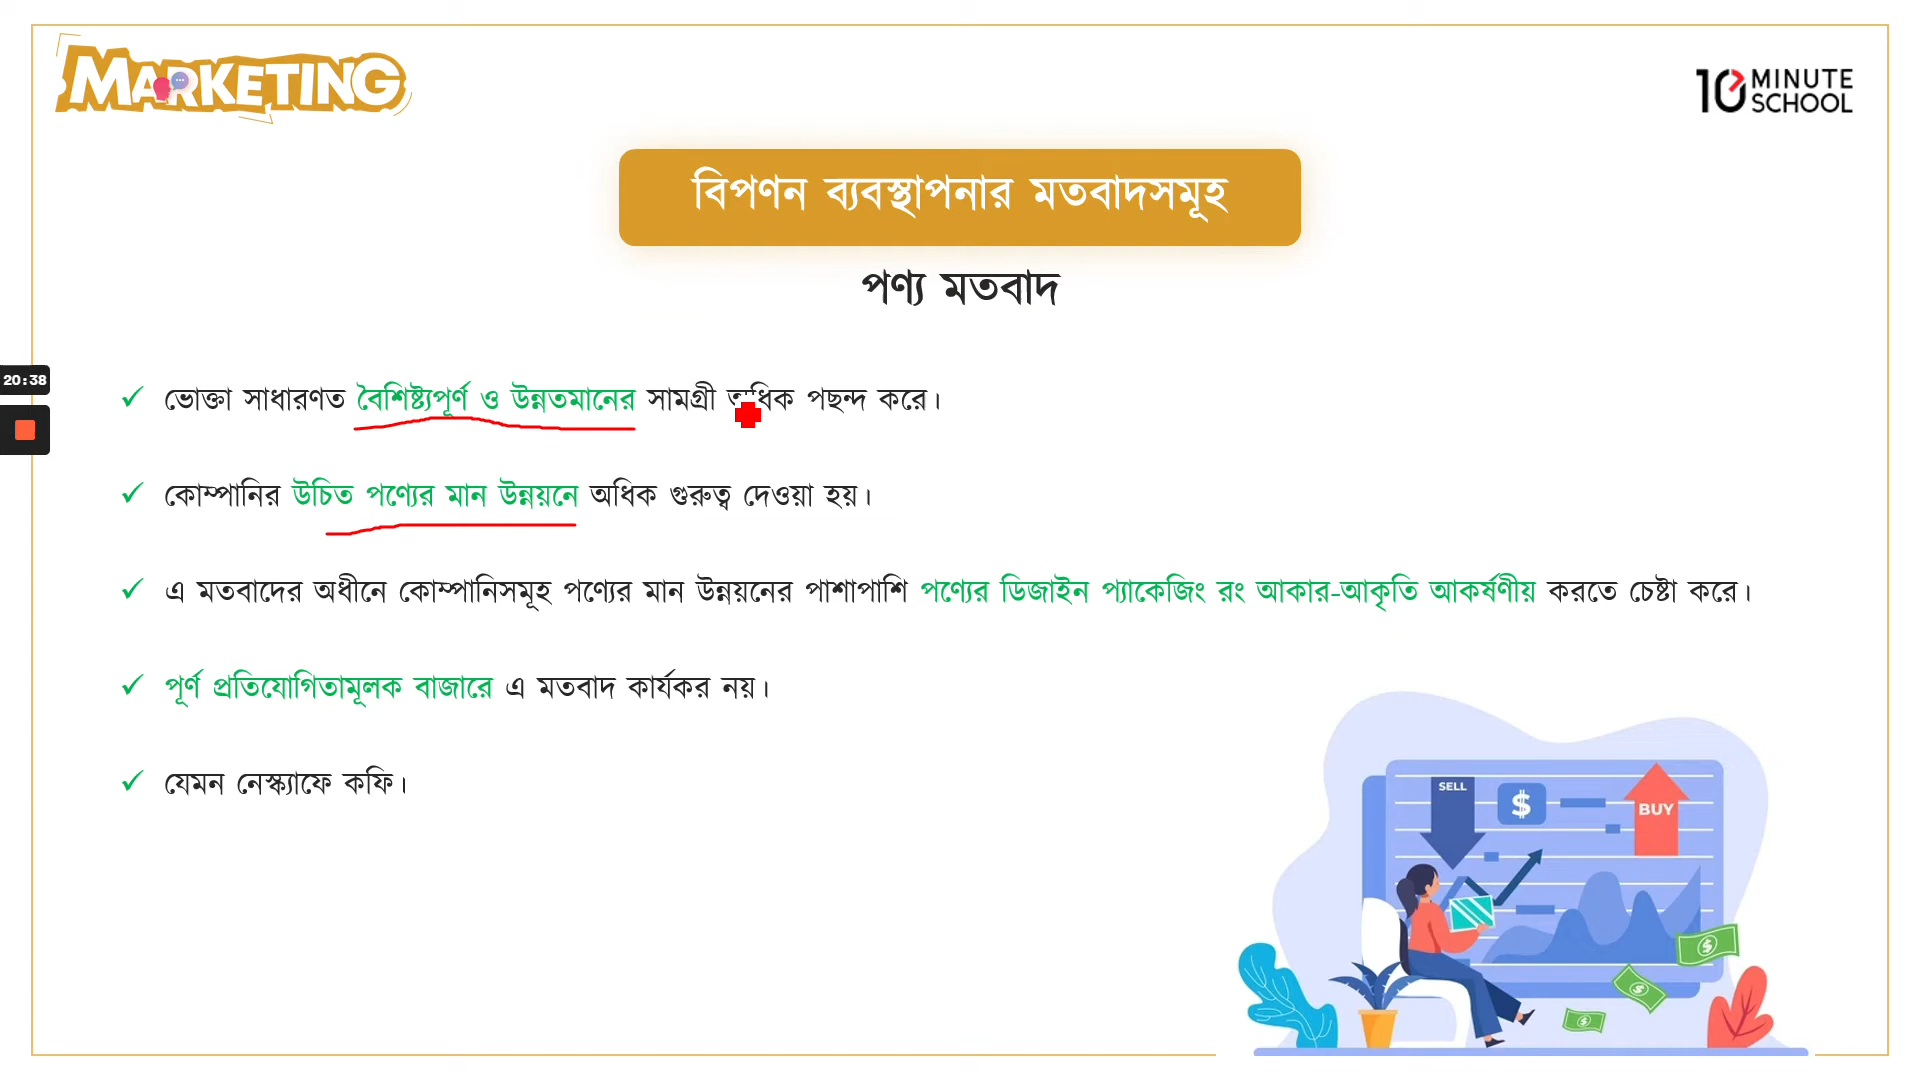 MARKETING
10 MINUTE SCHOOL
বিপণন ব্যবস্থাপনার মতবাদসমূহ
পণ্য মতবাদ
20:38
ভোক্তা সাধারণত বৈশিষ্ট্যপূর্ণ ও উন্নতমানের সামগ্রী অধিক পছন্দ করে।
কোম্পানির উচিত পণ্যের মান উন্নয়নে অধিক গুরুত্ব দেওয়া হয়।
এ মতবাদের অধীনে কোম্পানিসমূহ পণ্যের মান উন্নয়নের পাশাপাশি পণ্যের ডিজাইন প্যাকেজিং রং আকার-আকৃতি আকর্ষণীয় করতে চেষ্টা করে।
পূর্ণ প্রতিযোগিতামূলক বাজারে এ মতবাদ কার্যকর নয়।
যেমন নেস্ক্যাফে কফি।
SELL
$
BUY